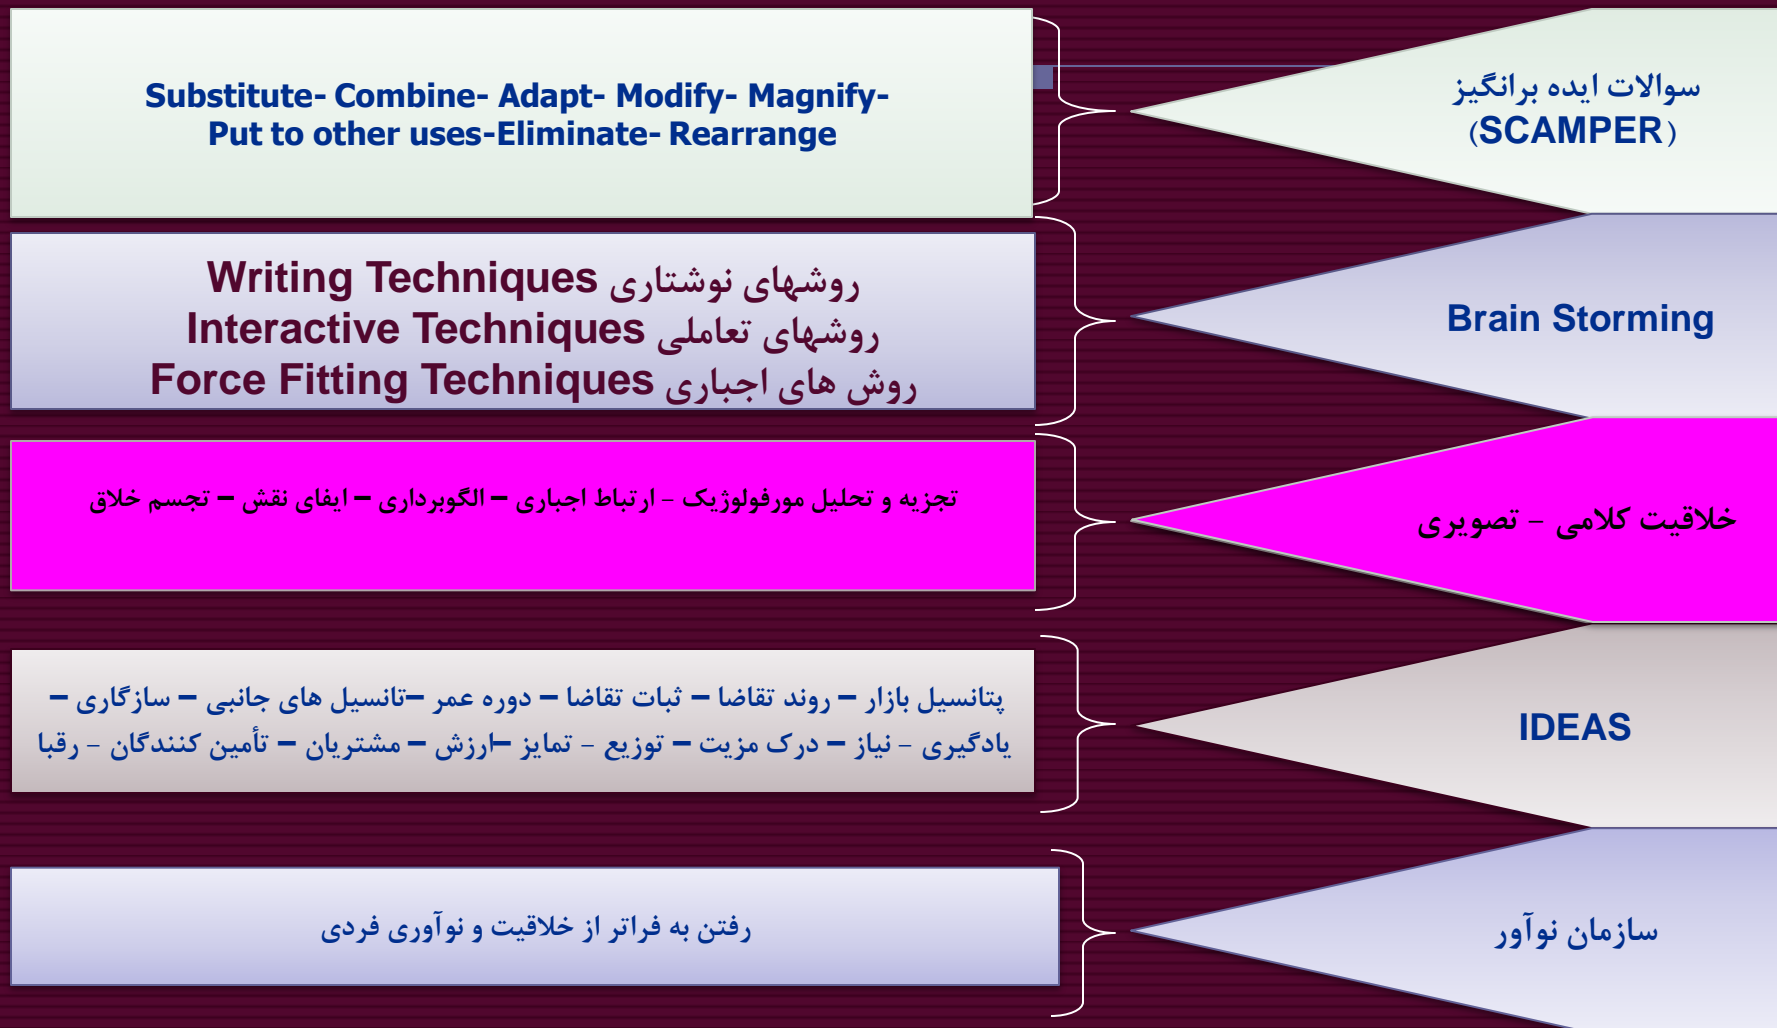 سوالات ایده برانگیز
(SCAMPER)
Substitute- Combine- Adapt- Modify- Magnify-
Put to other uses-Eliminate- Rearrange
Brain Storming
روشهای نوشتاری Writing Techniques
روشهای تعاملی Interactive Techniques
روش های اجباری Force Fitting Techniques
خلاقیت کلامی - تصویری
تجزیه و تحلیل مورفولوژیک - ارتباط اجباری – الگوبرداری – ایفای نقش – تجسم خلاق
IDEAS
پتانسیل بازار – روند تقاضا – ثبات تقاضا – دوره عمر –تانسیل های جانبی – سازگاری –
یادگیری - نیاز – درک مزیت – توزیع - تمایز –ارزش – مشتریان – تأمین کنندگان - رقبا
سازمان نوآور
رفتن به فراتر از خلاقیت و نوآوری فردی